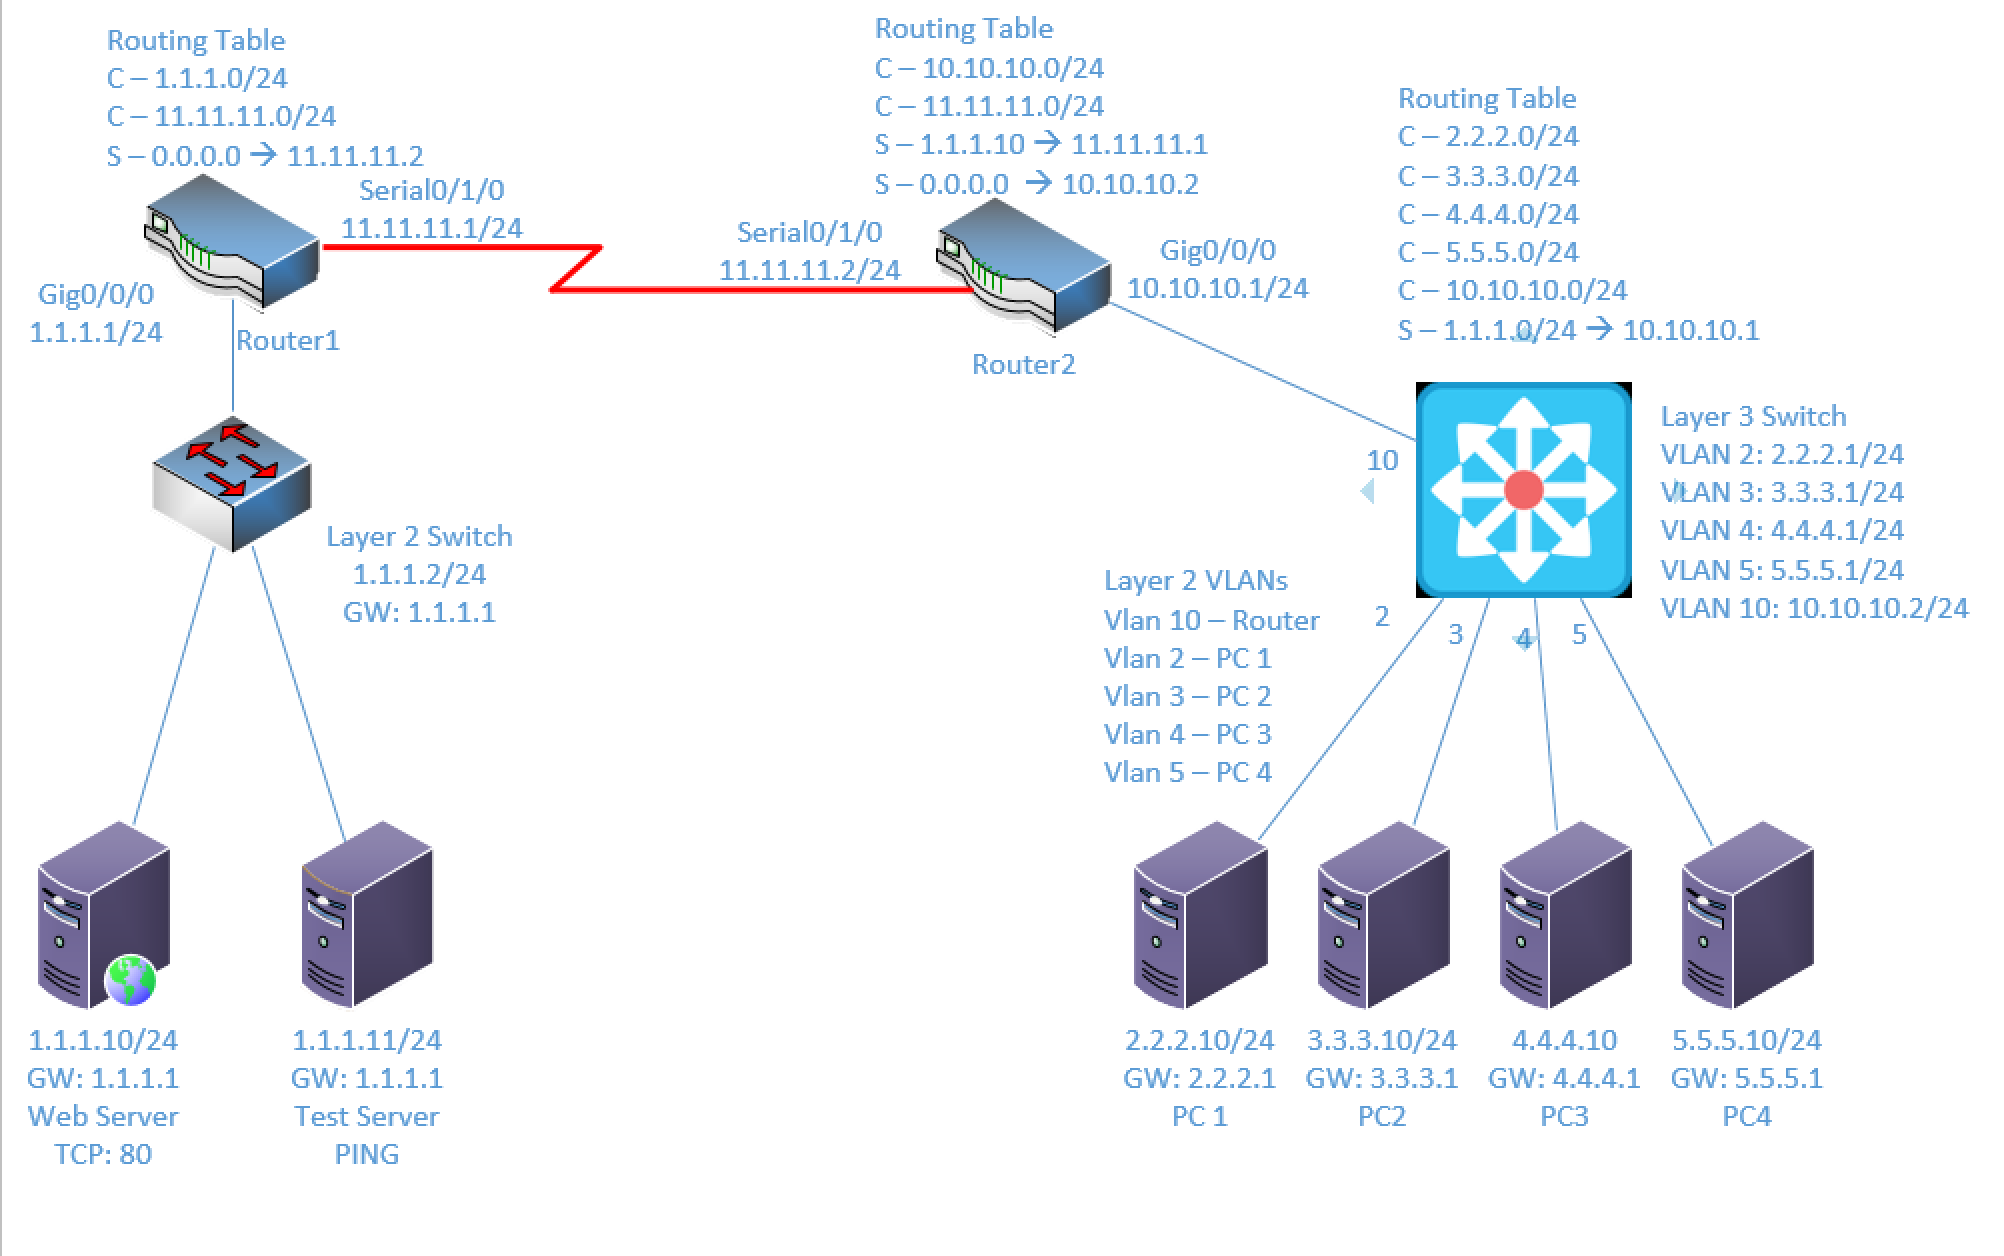 Routing Table
C – 1.1.1.0/24
C – 11.11.11.0/24
S – 0.0.0.0 → 11.11.11.2
Serial0/1/0
11.11.11.1/24
Gig0/0/0
1.1.1.1/24
Router1
Routing Table
C – 10.10.10.0/24
C – 11.11.11.0/24
S – 1.1.1.10 → 11.11.11.1
S – 0.0.0.0 → 10.10.10.2
Serial0/1/0
11.11.11.2/24
Gig0/0/0
10.10.10.1/24
Router2
Routing Table
C – 2.2.2.0/24
C – 3.3.3.0/24
C – 4.4.4.0/24
C – 5.5.5.0/24
C – 10.10.10.0/24
S – 1.1.1.0/24 → 10.10.10.1
Layer 3 Switch
VLAN 2: 2.2.2.1/24
VLAN 3: 3.3.3.1/24
VLAN 4: 4.4.4.1/24
VLAN 5: 5.5.5.1/24
VLAN 10: 10.10.10.2/24
10
2
3
4
5
Layer 2 Switch
1.1.1.2/24
GW: 1.1.1.1
Layer 2 VLANs
Vlan 10 – Router
Vlan 2 – PC 1
Vlan 3 – PC 2
Vlan 4 – PC 3
Vlan 5 – PC 4
1.1.1.10/24
GW: 1.1.1.1
Web Server
TCP: 80
1.1.1.11/24
GW: 1.1.1.1
Test Server
PING
2.2.2.10/24
GW: 2.2.2.1
PC 1
3.3.3.10/24
GW: 3.3.3.1
PC2
4.4.4.10
GW: 4.4.4.1
PC3
5.5.5.10/24
GW: 5.5.5.1
PC4